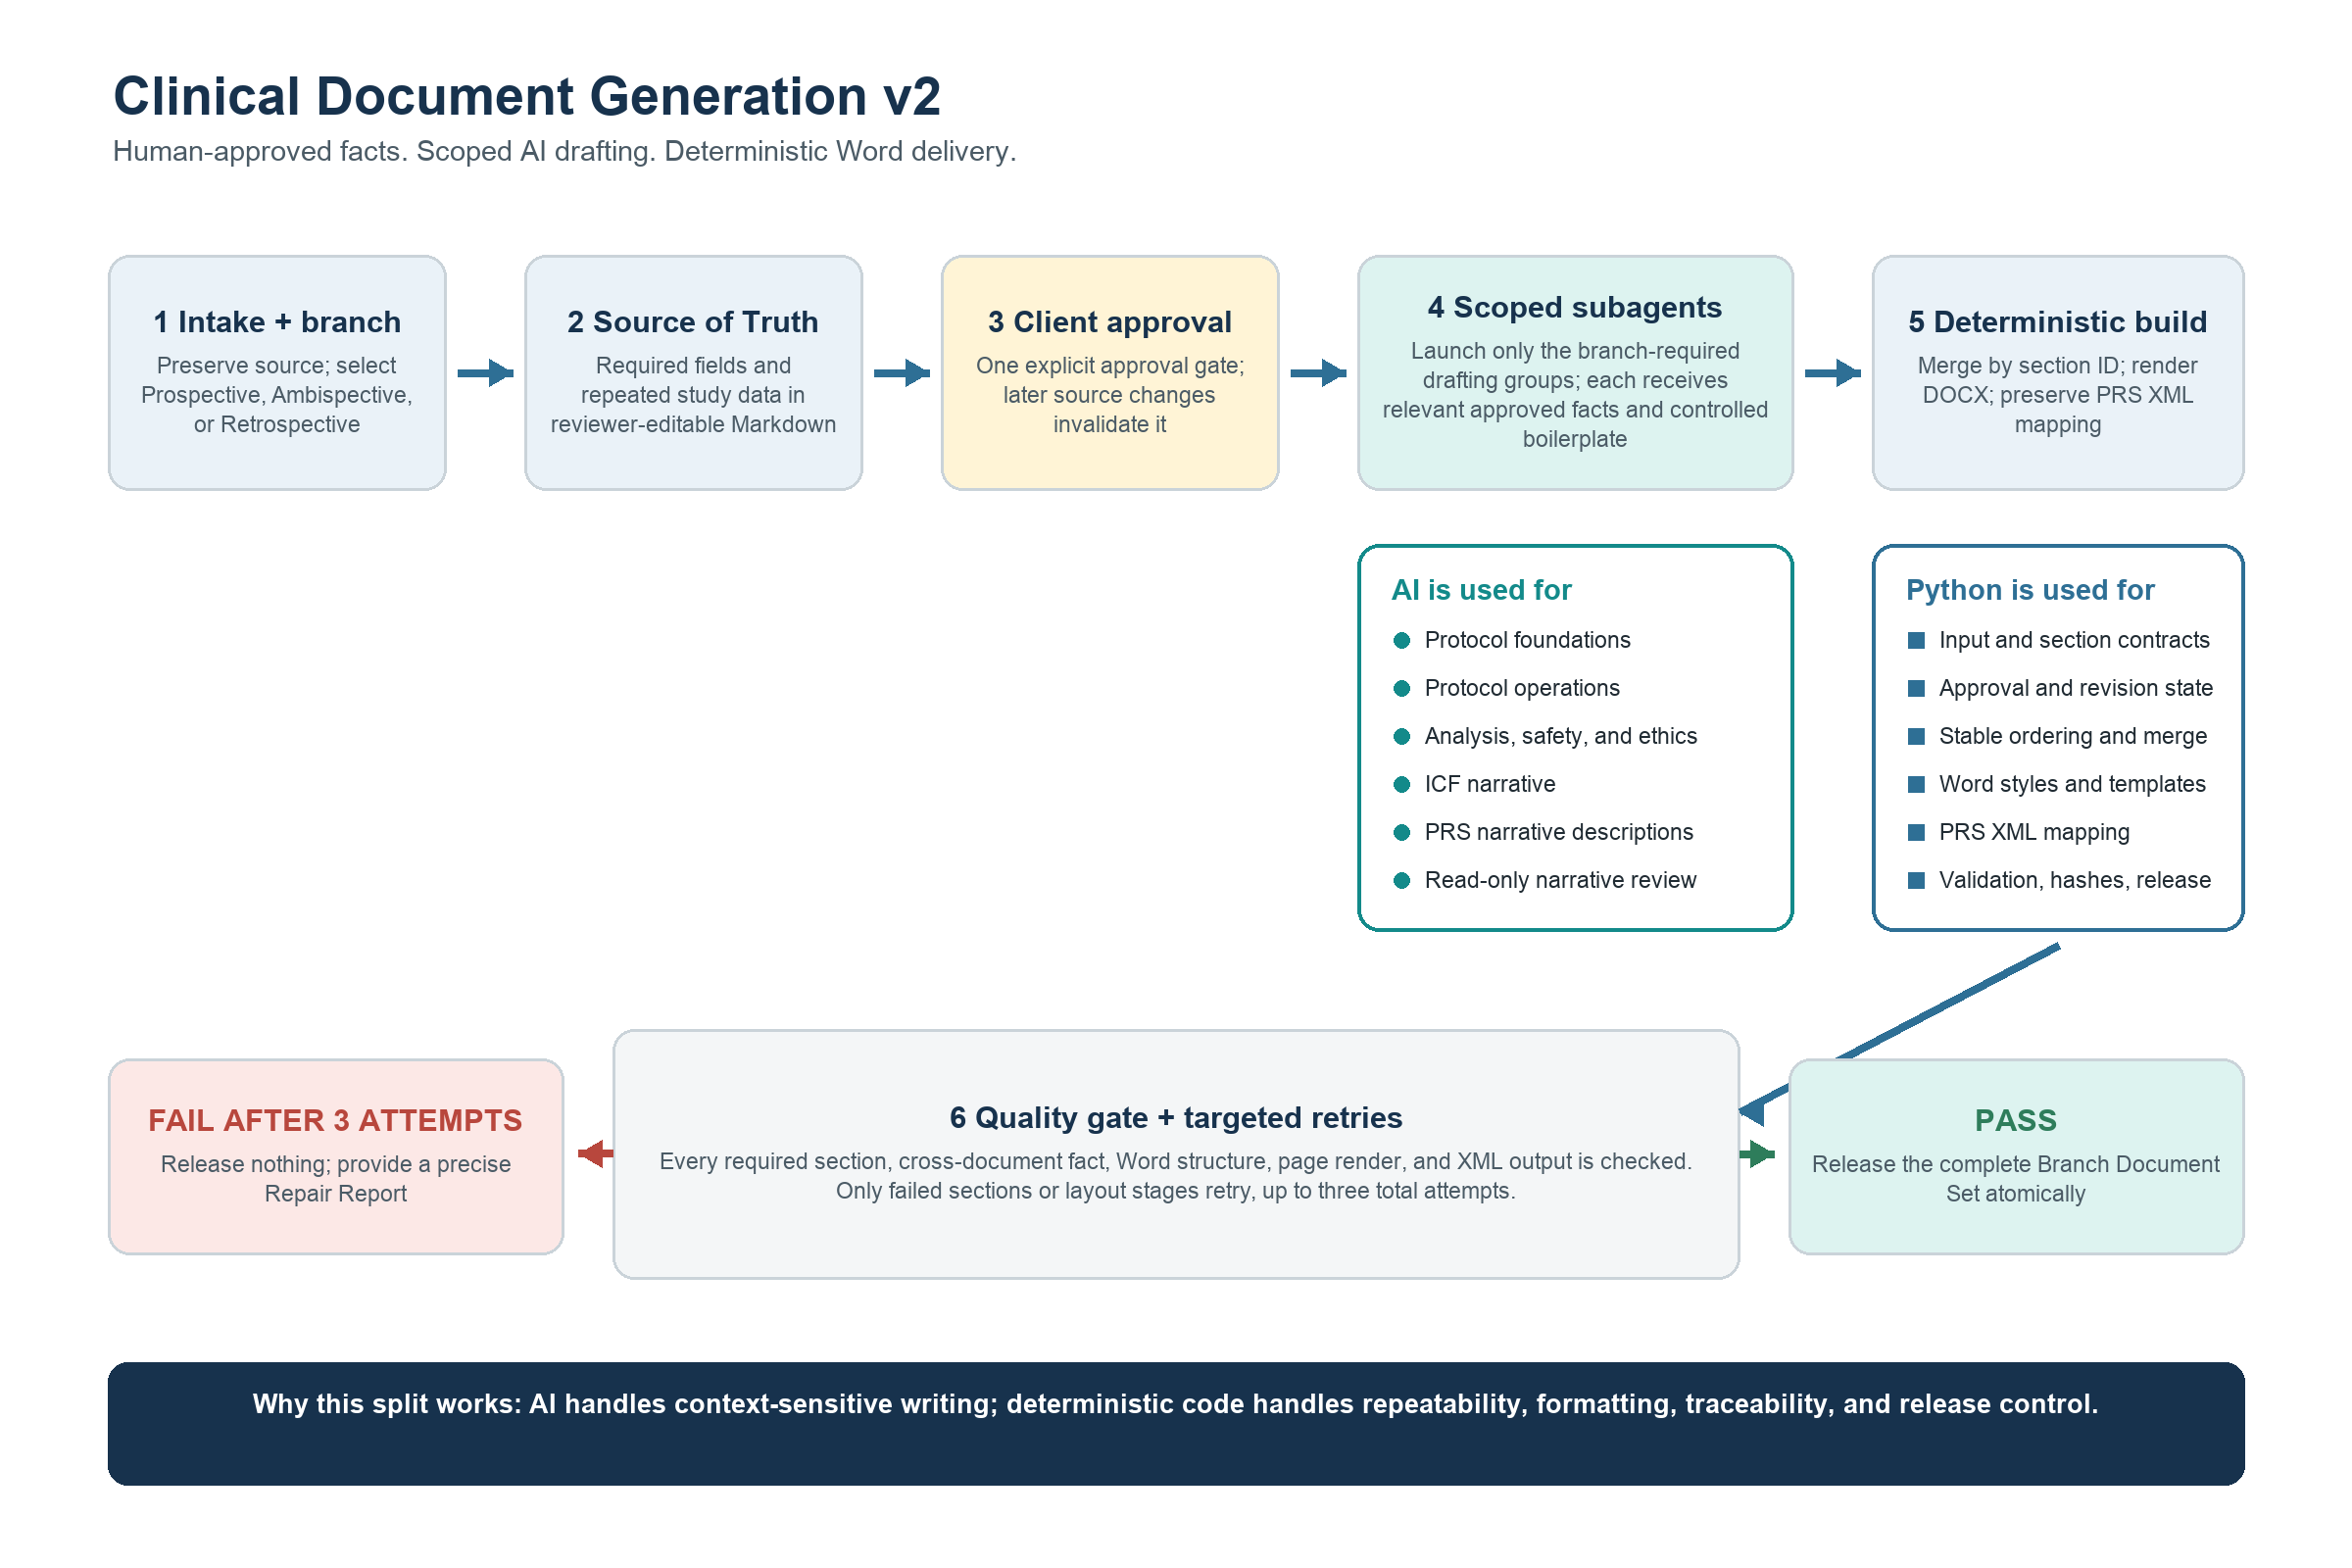 Clinical Document Generation v2
Human-approved facts. Scoped AI drafting. Deterministic Word delivery.
1 Intake + branch
Preserve source; select
Prospective, Ambispective,
or Retrospective
2 Source of Truth
Required fields and
repeated study data in
reviewer-editable Markdown
3 Client approval
One explicit approval gate;
later source changes
invalidate it
4 Scoped subagents
Launch only the branch-required
drafting groups; each receives
relevant approved facts and controlled
boilerplate
5 Deterministic build
Merge by section ID; render
DOCX; preserve PRS XML
mapping
AI is used for
Protocol foundations
Protocol operations
Analysis, safety, and ethics
ICF narrative
PRS narrative descriptions
Read-only narrative review
Python is used for
Input and section contracts
Approval and revision state
Stable ordering and merge
Word styles and templates
PRS XML mapping
Validation, hashes, release
FAIL AFTER 3 ATTEMPTS
Release nothing; provide a precise
Repair Report
6 Quality gate + targeted retries
Every required section, cross-document fact, Word structure, page render, and XML output is checked.
Only failed sections or layout stages retry, up to three total attempts.
PASS
Release the complete Branch Document
Set atomically
Why this split works: AI handles context-sensitive writing; deterministic code handles repeatability, formatting, traceability, and release control.